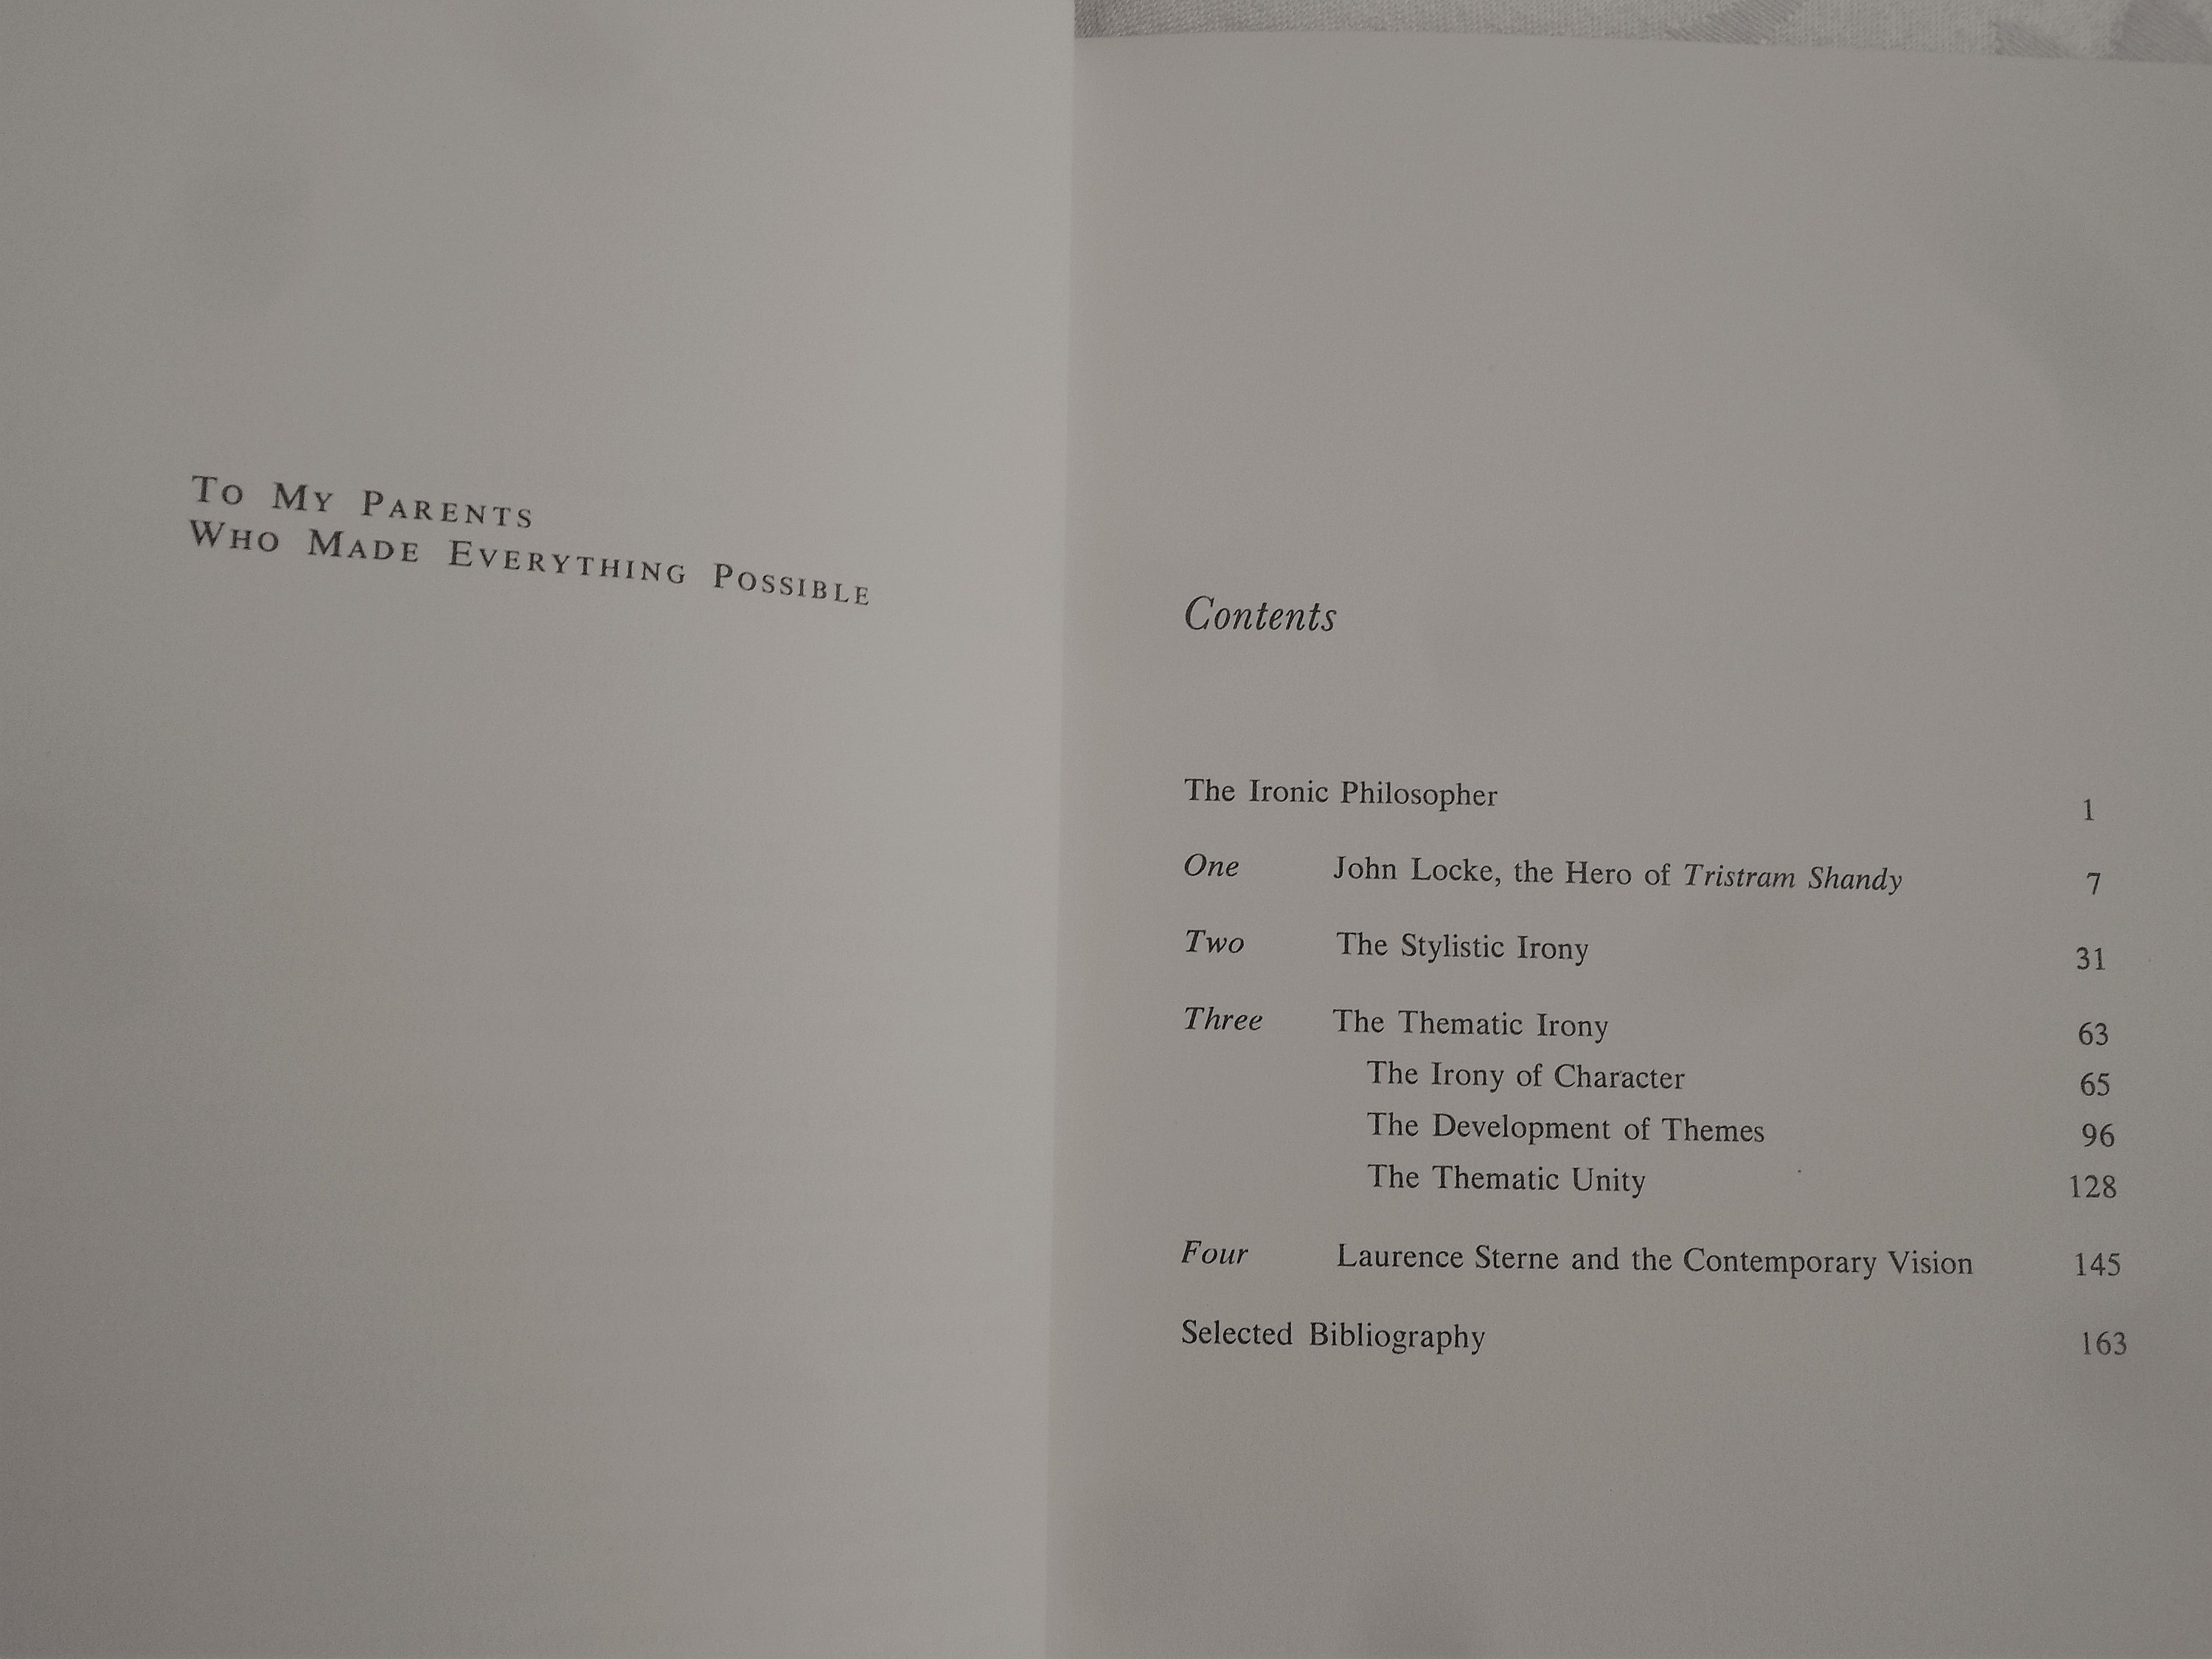 To My Parents
Who Made Everything Possible
Contents
The Ironic Philosopher 1
One John Locke, the Hero of Tristram Shandy 7
Two The Stylistic Irony 31
Three The Thematic Irony 63
The Irony of Character 65
The Development of Themes 96
The Thematic Unity 128
Four Laurence Sterne and the Contemporary Vision 145
Selected Bibliography 163